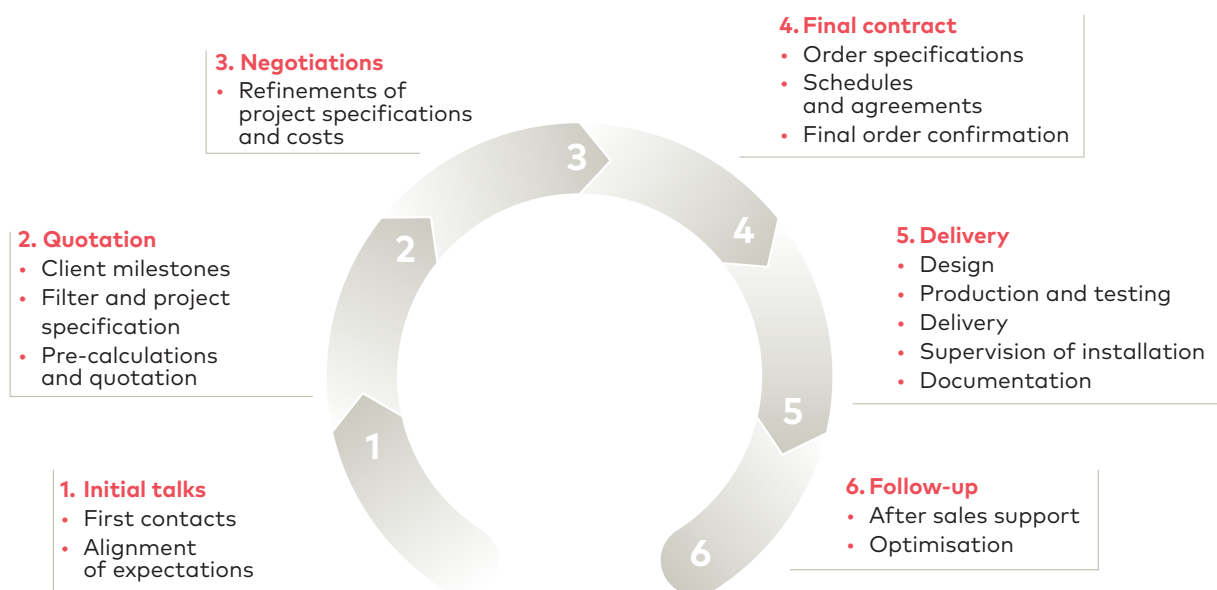 1. Initial talks
• First contacts
• Alignment
of expectations
2. Quotation
• Client milestones
• Filter and project
specification
• Pre-calculations
and quotation
3. Negotiations
• Refinements of
project specifications
and costs
4. Final contract
• Order specifications
• Schedules
and agreements
• Final order confirmation
5. Delivery
• Design
• Production and testing
• Delivery
• Supervision of installation
• Documentation
6. Follow-up
• After sales support
• Optimisation
1
2
3
4
5
6